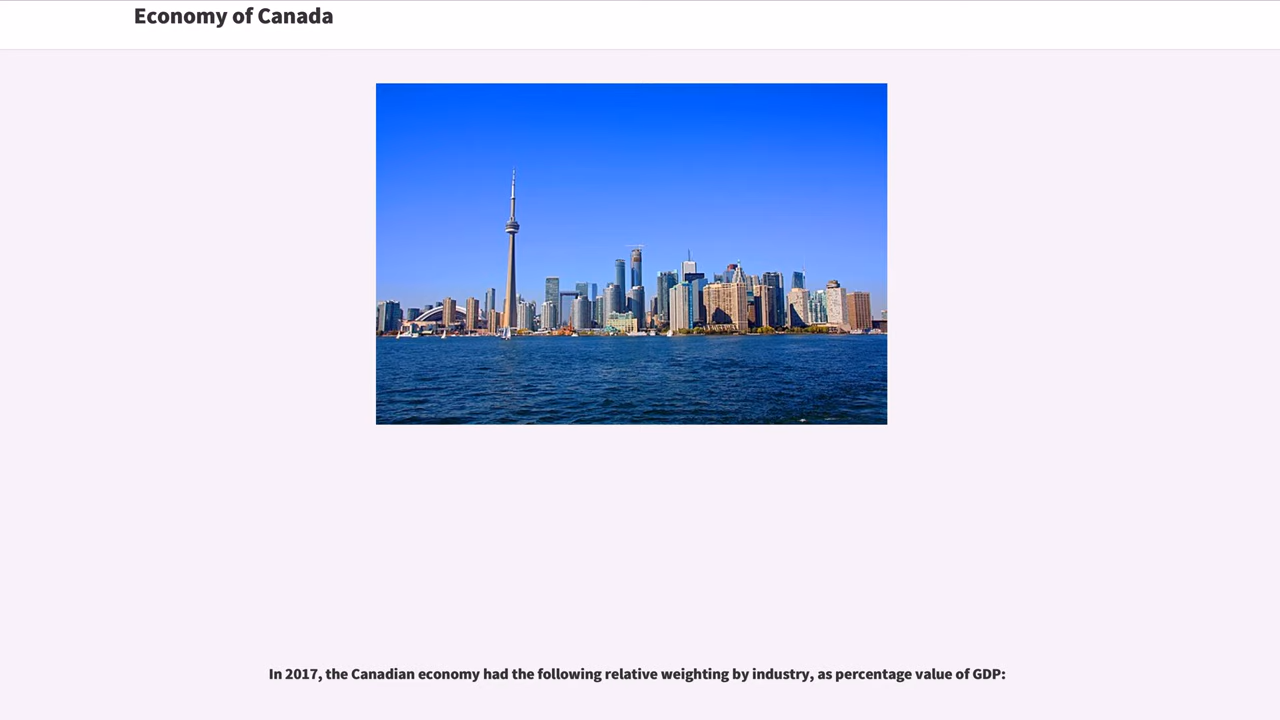 Economy of Canada
In 2017, the Canadian economy had the following relative weighting by industry, as percentage value of GDP: